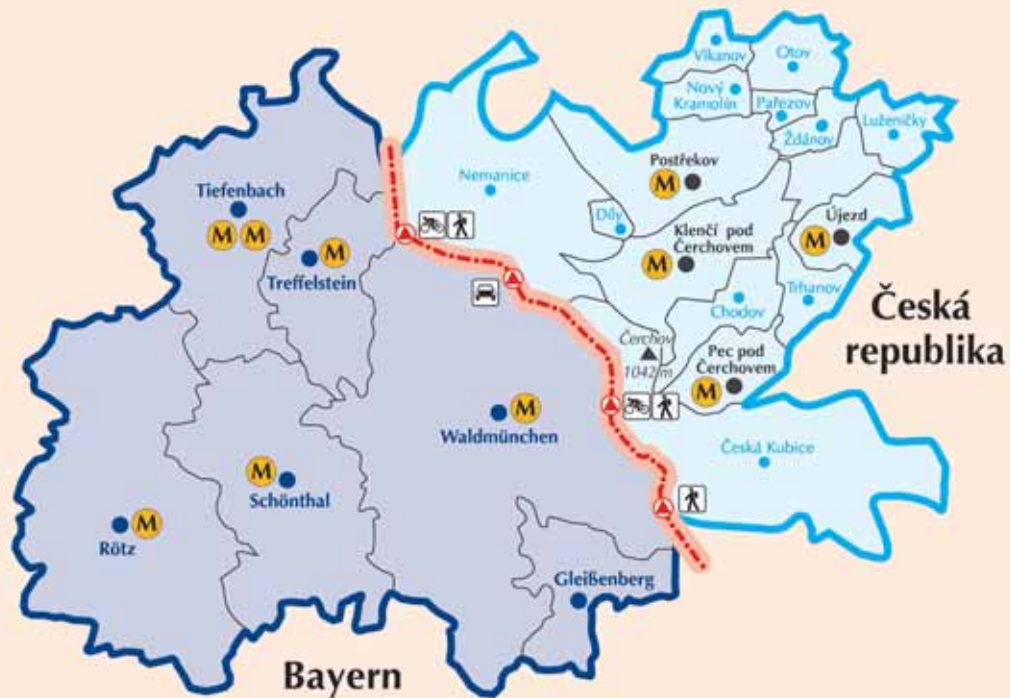 Vlkanov
Otov
Nový
Kramolín
Pařezov
Luženičky
Ždánov
Postřekov
M
Nemanice
Tiefenbach
M M
Díly
Klenčí pod
Čerchovem
M
Újezd
M
M
Treffelstein
Trhanov
Chodov
Česká
republika
Čerchov
1042 m
Pec pod
Čerchovem
M
M
Waldmünchen
Česká Kubice
M
Schönthal
M
Rötz
Gleißenberg
Bayern